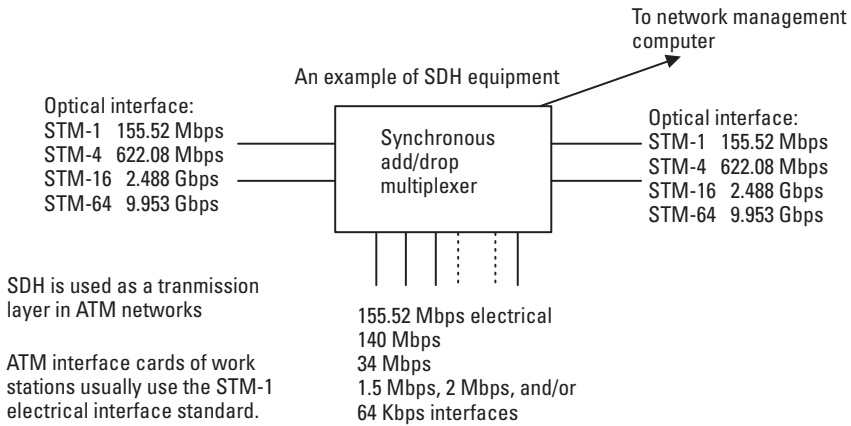 To network management
computer
An example of SDH equipment
Optical interface:
STM-1 155.52 Mbps
STM-4 622.08 Mbps
STM-16 2.488 Gbps
STM-64 9.953 Gbps
Synchronous
add/drop
multiplexer
Optical interface:
STM-1 155.52 Mbps
STM-4 622.08 Mbps
STM-16 2.488 Gbps
STM-64 9.953 Gbps
SDH is used as a tranmission
layer in ATM networks
ATM interface cards of work
stations usually use the STM-1
electrical interface standard.
155.52 Mbps electrical
140 Mbps
34 Mbps
1.5 Mbps, 2 Mbps, and/or
64 Kbps interfaces